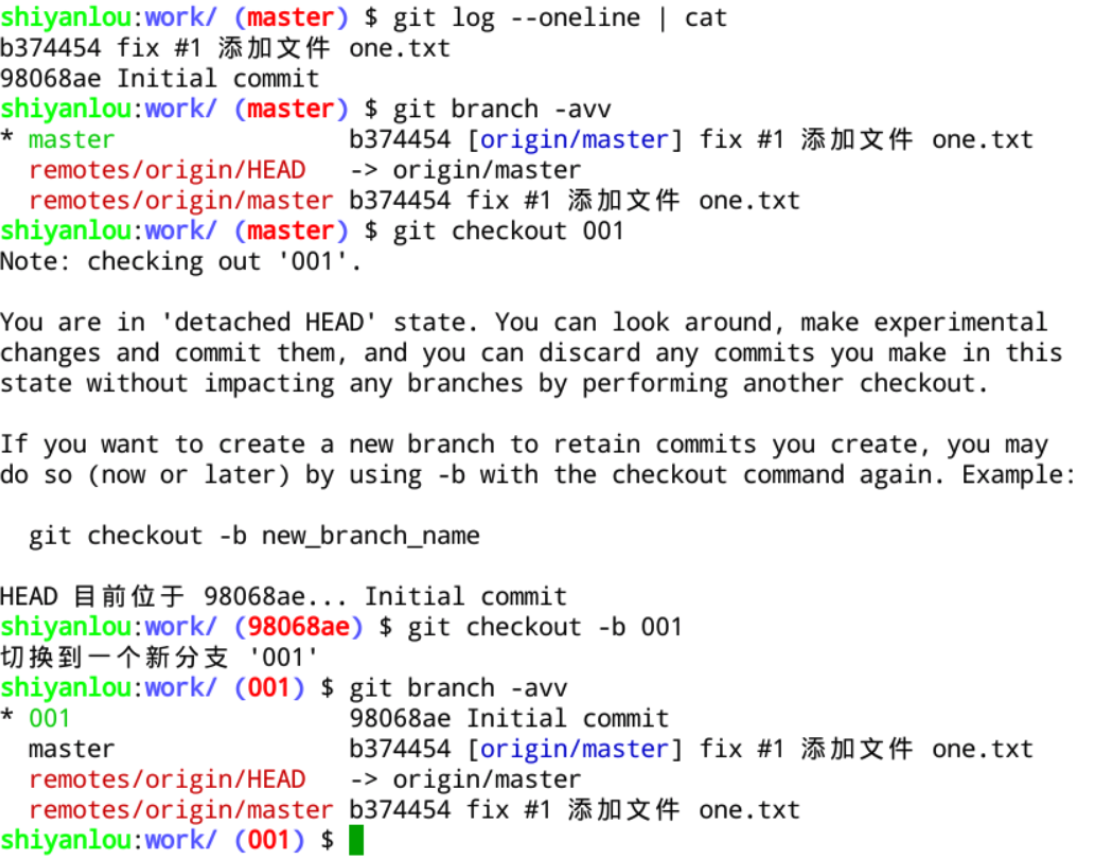 shiyanlou:work/ (master) $ git log --oneline | cat
b374454 fix #1 添加文件 one.txt
98068ae Initial commit
shiyanlou:work/ (master) $ git branch -avv
* master                b374454 [origin/master] fix #1 添加文件 one.txt
  remotes/origin/HEAD   -> origin/master
  remotes/origin/master b374454 fix #1 添加文件 one.txt
shiyanlou:work/ (master) $ git checkout 001
Note: checking out '001'.

You are in 'detached HEAD' state. You can look around, make experimental
changes and commit them, and you can discard any commits you make in this
state without impacting any branches by performing another checkout.

If you want to create a new branch to retain commits you create, you may
do so (now or later) by using -b with the checkout command again. Example:

  git checkout -b new_branch_name

HEAD 目前位于 98068ae... Initial commit
shiyanlou:work/ (98068ae) $ git checkout -b 001
切换到一个新分支 '001'
shiyanlou:work/ (001) $ git branch -avv
* 001                   98068ae Initial commit
  master                b374454 [origin/master] fix #1 添加文件 one.txt
  remotes/origin/HEAD   -> origin/master
  remotes/origin/master b374454 fix #1 添加文件 one.txt
shiyanlou:work/ (001) $